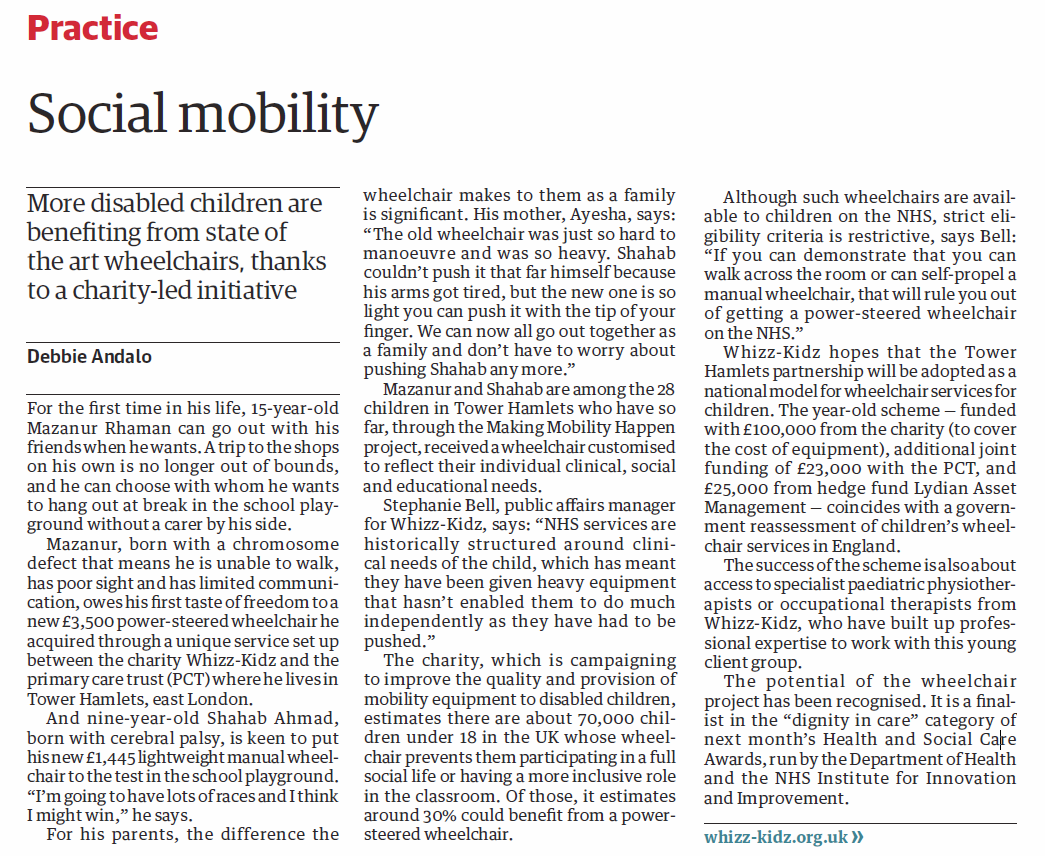 Practice
Social mobility
More disabled children are
benefiting from state of
the art wheelchairs, thanks
to a charity-led initiative
Debbie Andalo
For the first time in his life, 15-year-old
Mazanur Rhaman can go out with his
friends when he wants. A trip to the shops
on his own is no longer out of bounds,
and he can choose with whom he wants
to hang out at break in the school play-
ground without a carer by his side.
Mazanur, born with a chromosome
defect that means he is unable to walk,
has poor sight and has limited communi-
cation, owes his first taste of freedom to a
new £3,500 power-steered wheelchair he
acquired through a unique service set up
between the charity Whizz-Kidz and the
primary care trust (PCT) where he lives in
Tower Hamlets, east London.
And nine-year-old Shahab Ahmad,
born with cerebral palsy, is keen to put
his new £1,445 lightweight manual wheel-
chair to the test in the school playground.
“I’m going to have lots of races and I think
I might win,” he says.
For his parents, the difference the
wheelchair makes to them as a family
is significant. His mother, Ayesha, says:
“The old wheelchair was just so hard to
manoeuvre and was so heavy. Shahab
couldn’t push it that far himself because
his arms got tired, but the new one is so
light you can push it with the tip of your
finger. We can now all go out together as
a family and don’t have to worry about
pushing Shahab any more.”
Mazanur and Shahab are among the 28
children in Tower Hamlets who have so
far, through the Making Mobility Happen
project, received a wheelchair customised
to reflect their individual clinical, social
and educational needs.
Stephanie Bell, public affairs manager
for Whizz-Kidz, says: “NHS services are
historically structured around clini-
cal needs of the child, which has meant
they have been given heavy equipment
that hasn’t enabled them to do much
independently as they have had to be
pushed.”
The charity, which is campaigning
to improve the quality and provision of
mobility equipment to disabled children,
estimates there are about 70,000 chil-
dren under 18 in the UK whose wheel-
chair prevents them participating in a full
social life or having a more inclusive role
in the classroom. Of those, it estimates
around 30% could benefit from a power-
steered wheelchair.
Although such wheelchairs are avail-
able to children on the NHS, strict eli-
gibility criteria is restrictive, says Bell:
“If you can demonstrate that you can
walk across the room or can self-propel a
manual wheelchair, that will rule you out
of getting a power-steered wheelchair
on the NHS.”
Whizz-Kidz hopes that the Tower
Hamlets partnership will be adopted as a
national model for wheelchair services for
children. The year-old scheme – funded
with £100,000 from the charity (to cover
the cost of equipment), additional joint
funding of £23,000 with the PCT, and
£25,000 from hedge fund Lydian Asset
Management – coincides with a govern-
ment reassessment of children’s wheel-
chair services in England.
The success of the scheme is also about
access to specialist paediatric physiother-
apists or occupational therapists from
Whizz-Kidz, who have built up profes-
sional expertise to work with this young
client group.
The potential of the wheelchair
project has been recognised. It is a final-
ist in the “dignity in care” category of
next month’s Health and Social Care
Awards, run by the Department of Health
and the NHS Institute for Innovation
and Improvement.
whizz-kidz.org.uk »